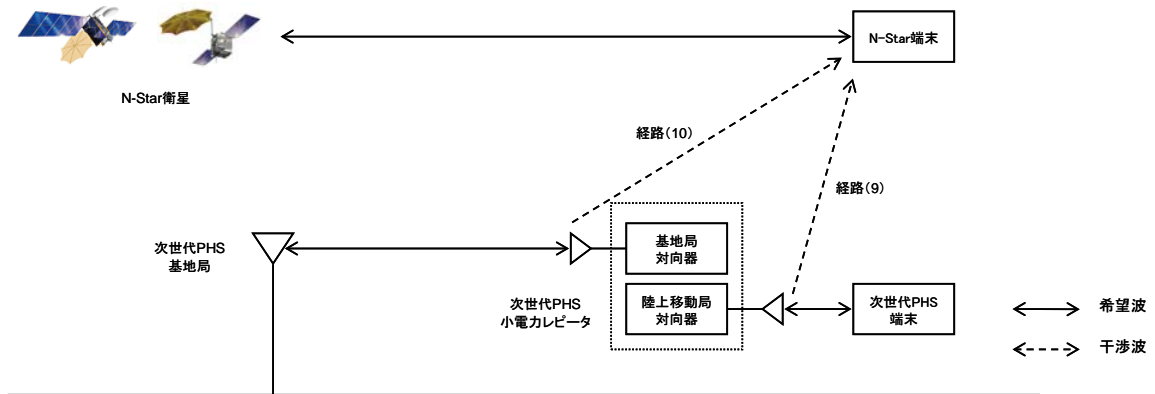 N-Star端末
N-Star衛星
経路(10)
経路(9)
次世代PHS
基地局
基地局
対向器
次世代PHS
小電力レピータ
陸上移動局
対向器
次世代PHS
端末
希望波
干渉波